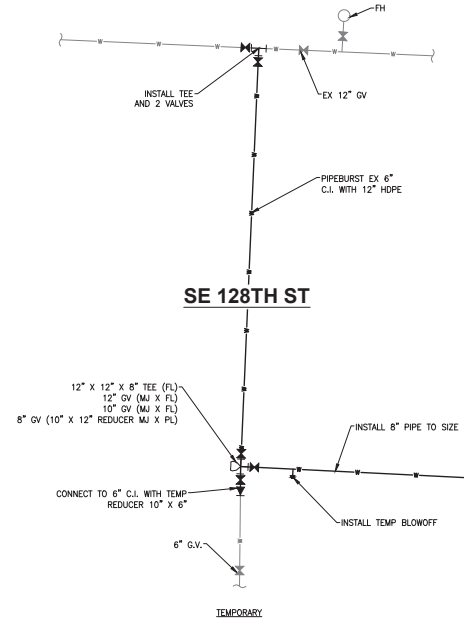 FH
W W W W W W
INSTALL TEE
AND 2 VALVES
EX 12" GV
W
W
PIPEBURST EX 6"
C.I. WITH 12" HDPE
W
W
SE 128TH ST
W
W
12" X 12" X 8" TEE (FL)
12" GV (MJ X FL)
10" GV (MJ X FL)
8" GV (10" X 12" REDUCER MJ X PL)
INSTALL 8" PIPE TO SIZE
W W W W
CONNECT TO 6" C.I. WITH TEMP
REDUCER 10" X 6"
INSTALL TEMP BLOWOFF
W
6" G.V.
TEMPORARY